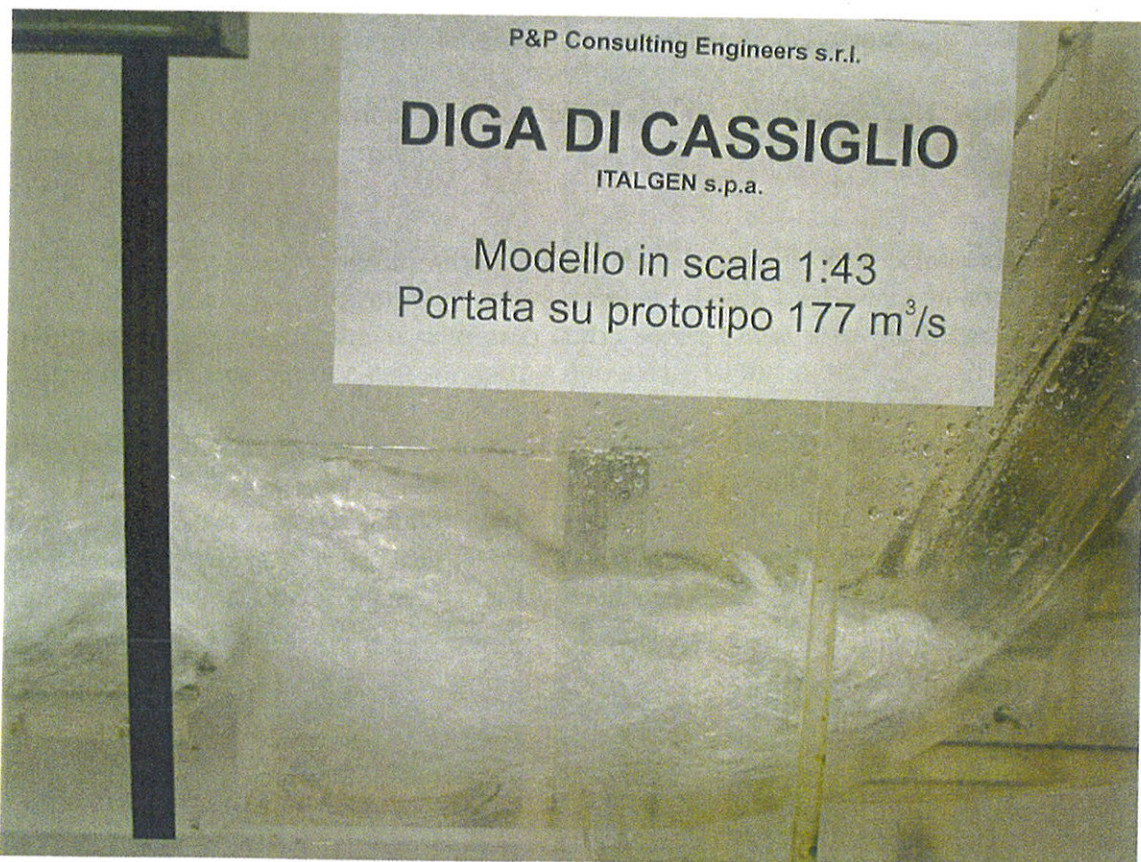 P&P Consulting Engineers s.r.l.
DIGA DI CASSIGLIO
ITALGEN s.p.a.
Modello in scala 1:43
Portata su prototipo 177 m³/s